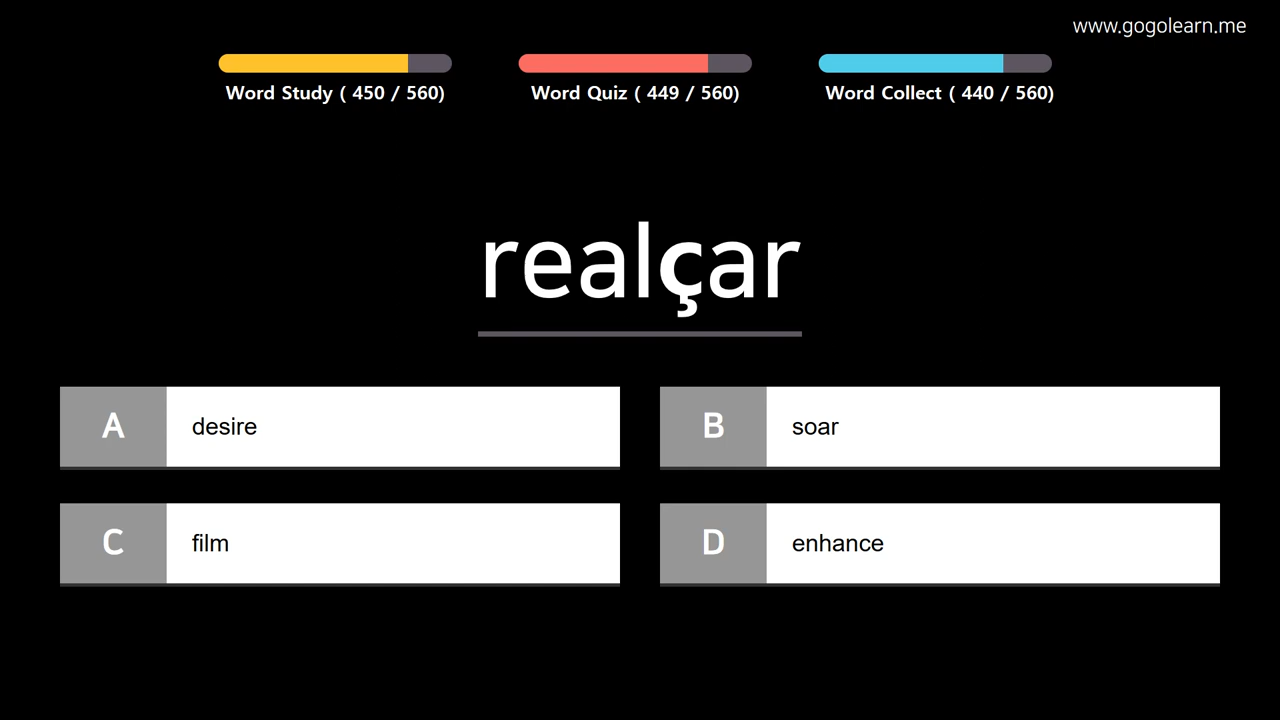 www.gogolearn.me
Word Study ( 450 / 560)
Word Quiz ( 449 / 560)
Word Collect ( 440 / 560)
realçar
A desire
B soar
C film
D enhance